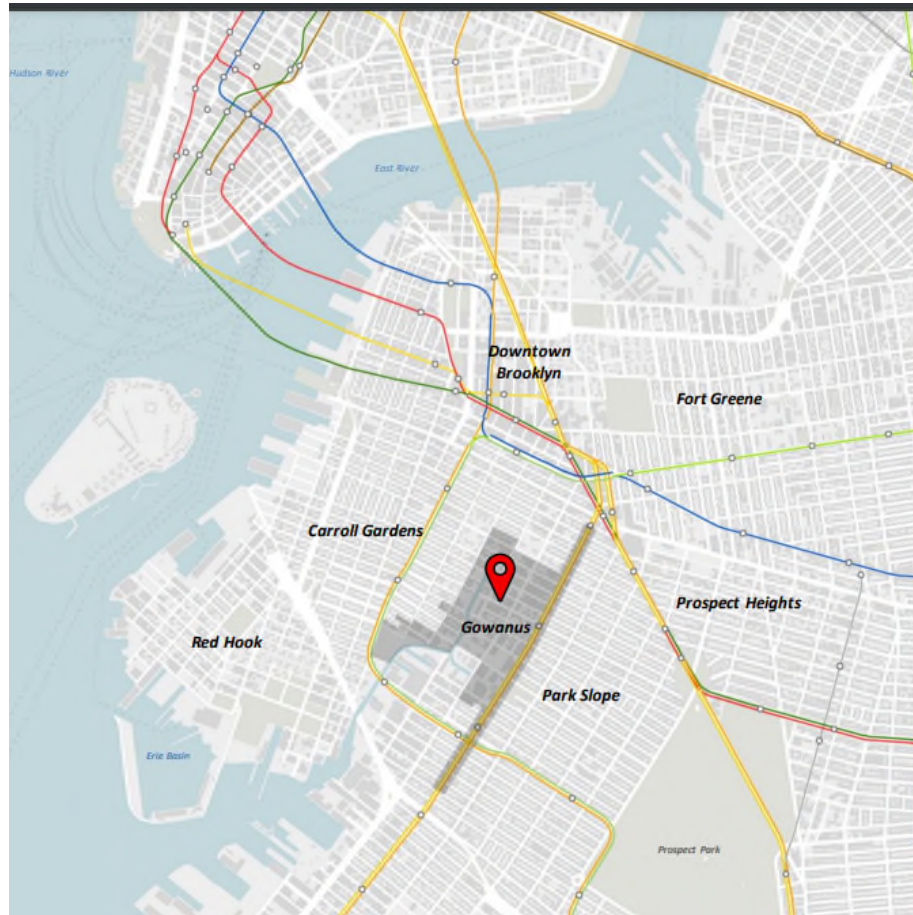 Hudson River
East River
Downtown
Brooklyn
Fort Greene
Carroll Gardens
Prospect Heights
Gowanus
Red Hook
Park Slope
Erie Basin
Prospect Park